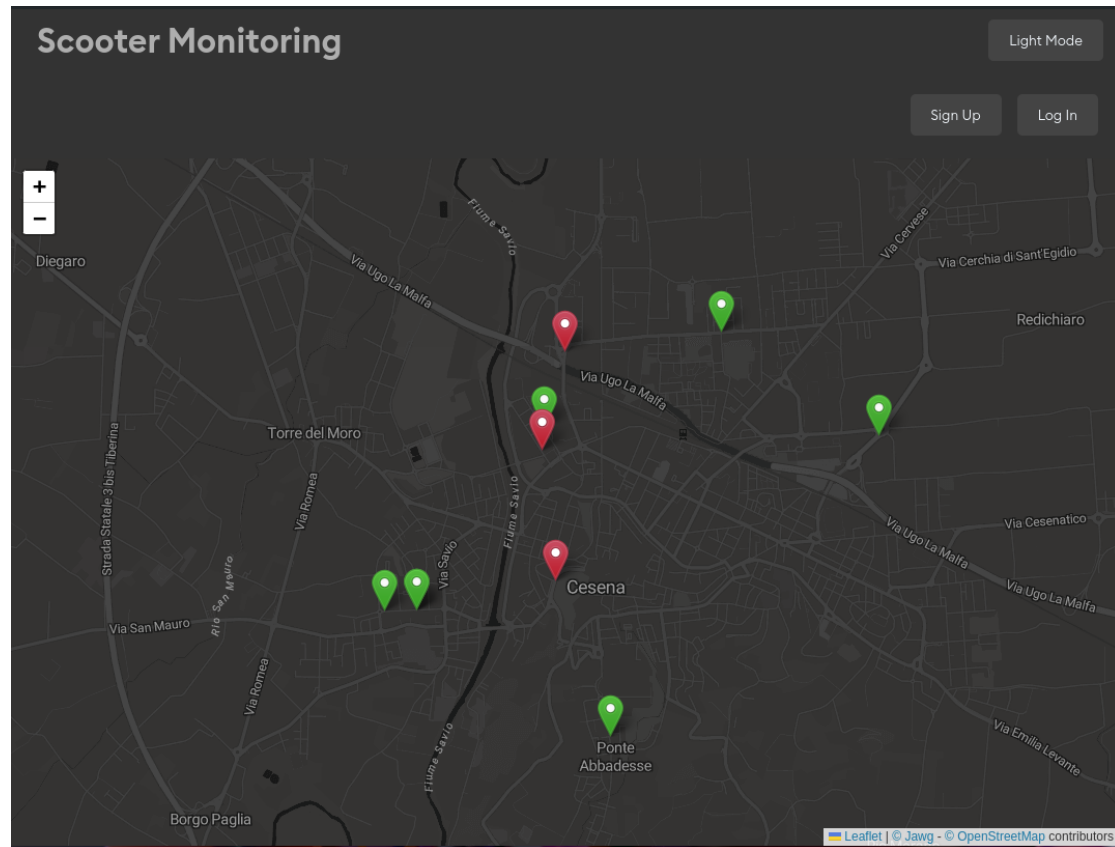 Scooter Monitoring
Light Mode
Sign Up
Log In
+
−
Fiume Savio
Via Cervese
Diegaro
Via Ugo La Malfa
Via Cerchia di Sant'Egidio
Redichiaro
Via Ugo La Malfa
Torre del Moro
Strada Statale 3 bis Tiberina
Via Romea
Fiume Savio
Via Cesenatico
Via Ugo La Malfa
Via Savio
Cesena
Rio San Mauro
Via Ugo La Malfa
Via San Mauro
Via Romea
Ponte
Abbadesse
Fiume Savio
Via Emilia Levante
Borgo Paglia
Leaflet | © Jawg - © OpenStreetMap contributors